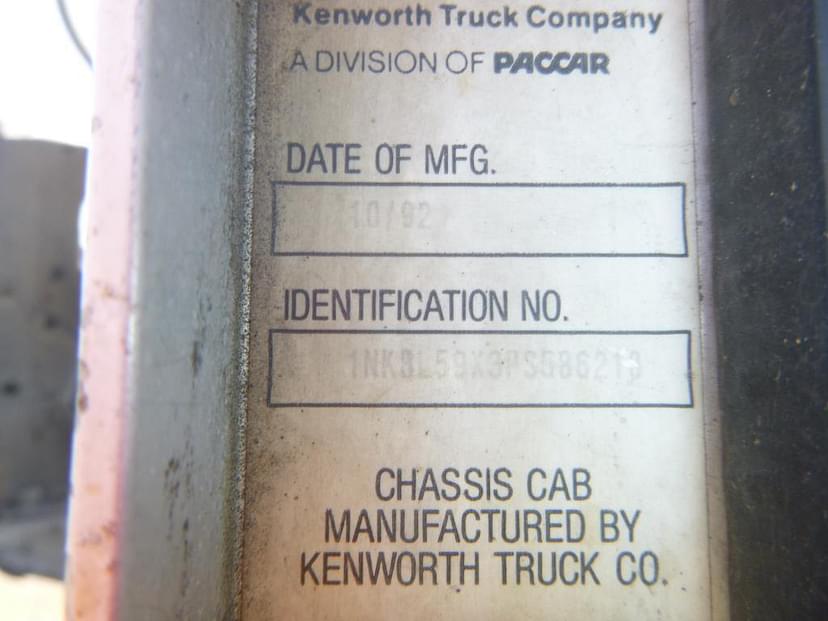 Kenworth Truck Company
A DIVISION OF PACCAR
DATE OF MFG.
10/92
IDENTIFICATION NO.
CHASSIS CAB
MANUFACTURED BY
KENWORTH TRUCK CO.